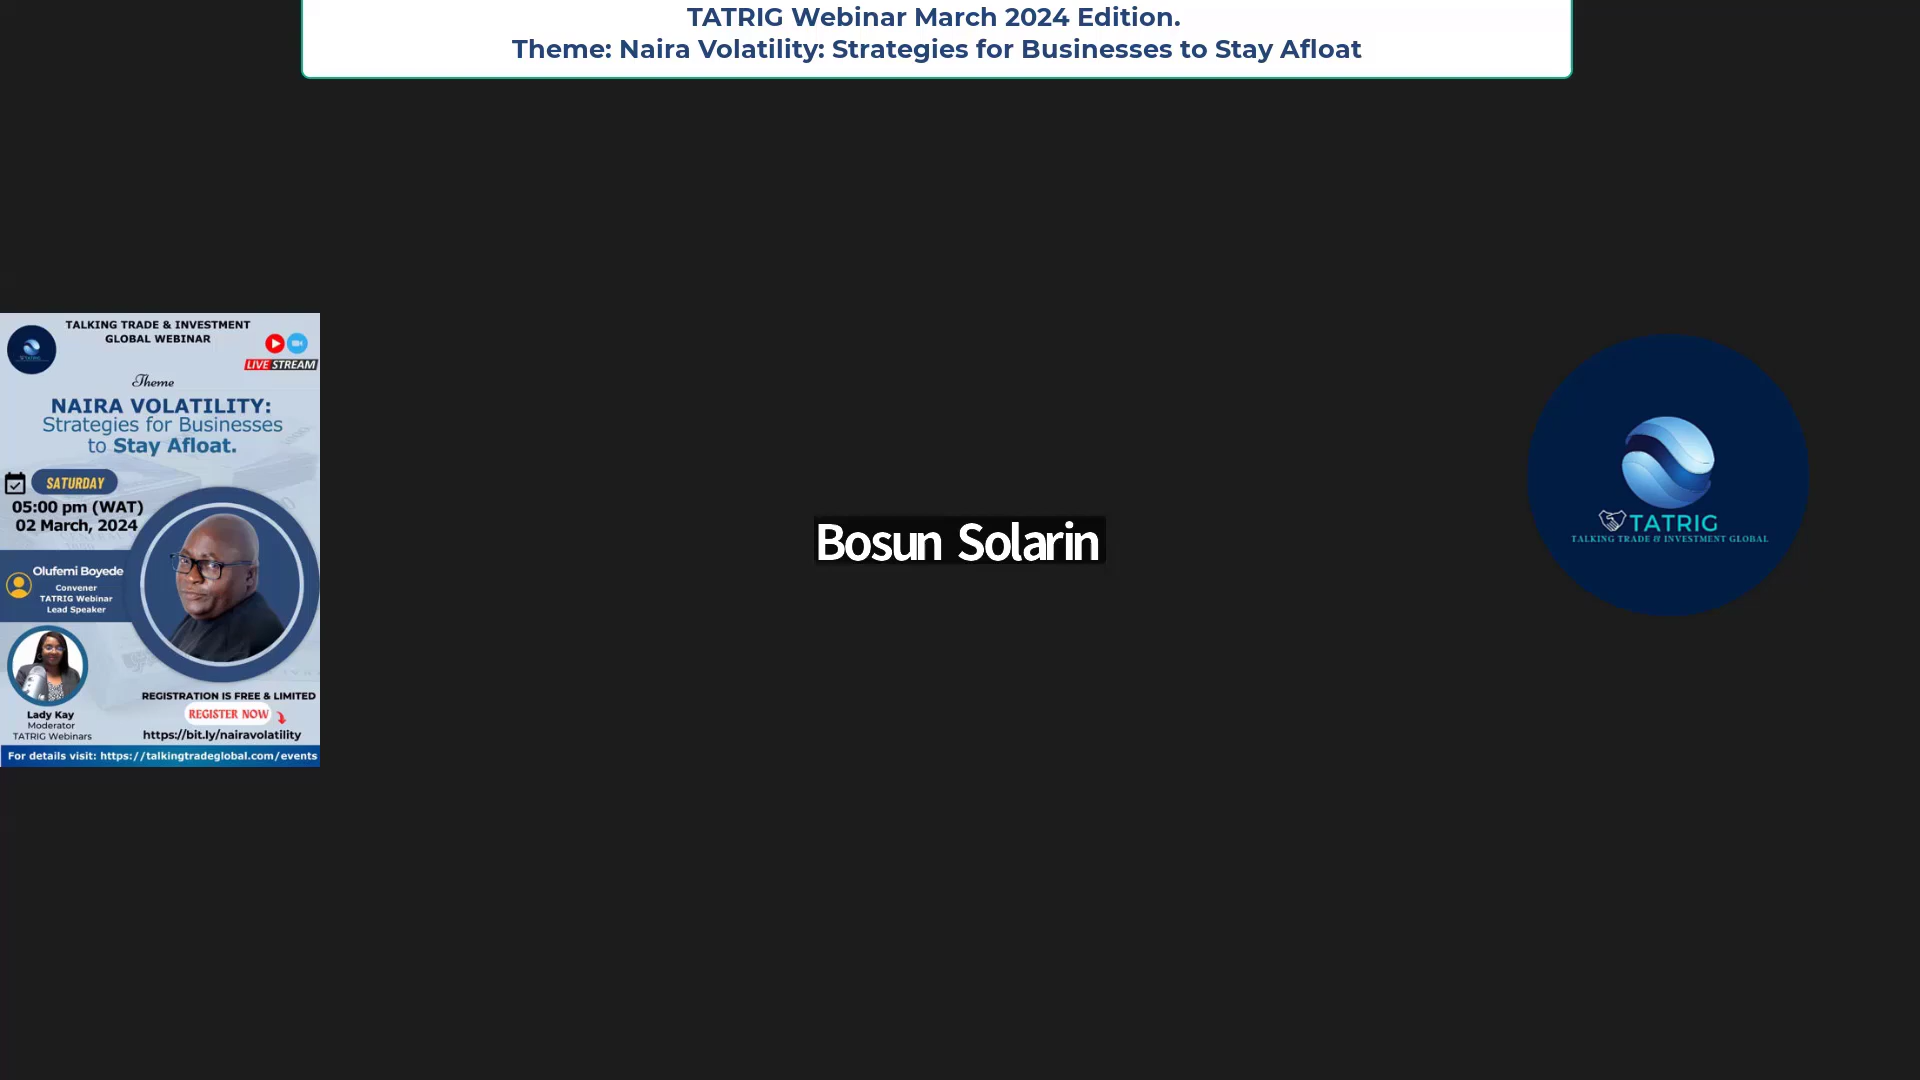 TATRIG Webinar March 2024 Edition.
Theme: Naira Volatility: Strategies for Businesses to Stay Afloat
TALKING TRADE & INVESTMENT
GLOBAL WEBINAR
LIVE STREAM
Theme
NAIRA VOLATILITY:
Strategies for Businesses
to Stay Afloat.
SATURDAY
05:00 pm (WAT)
02 March, 2024
Olufemi Boyede
Convener
TATRIG Webinar
Lead Speaker
Lady Kay
Moderator
TATRIG Webinars
REGISTRATION IS FREE & LIMITED
REGISTER NOW
https://bit.ly/nairavolatility
For details visit: https://talkingtradeglobal.com/events
Bosun Solarin
TATRIG
TALKING TRADE & INVESTMENT GLOBAL